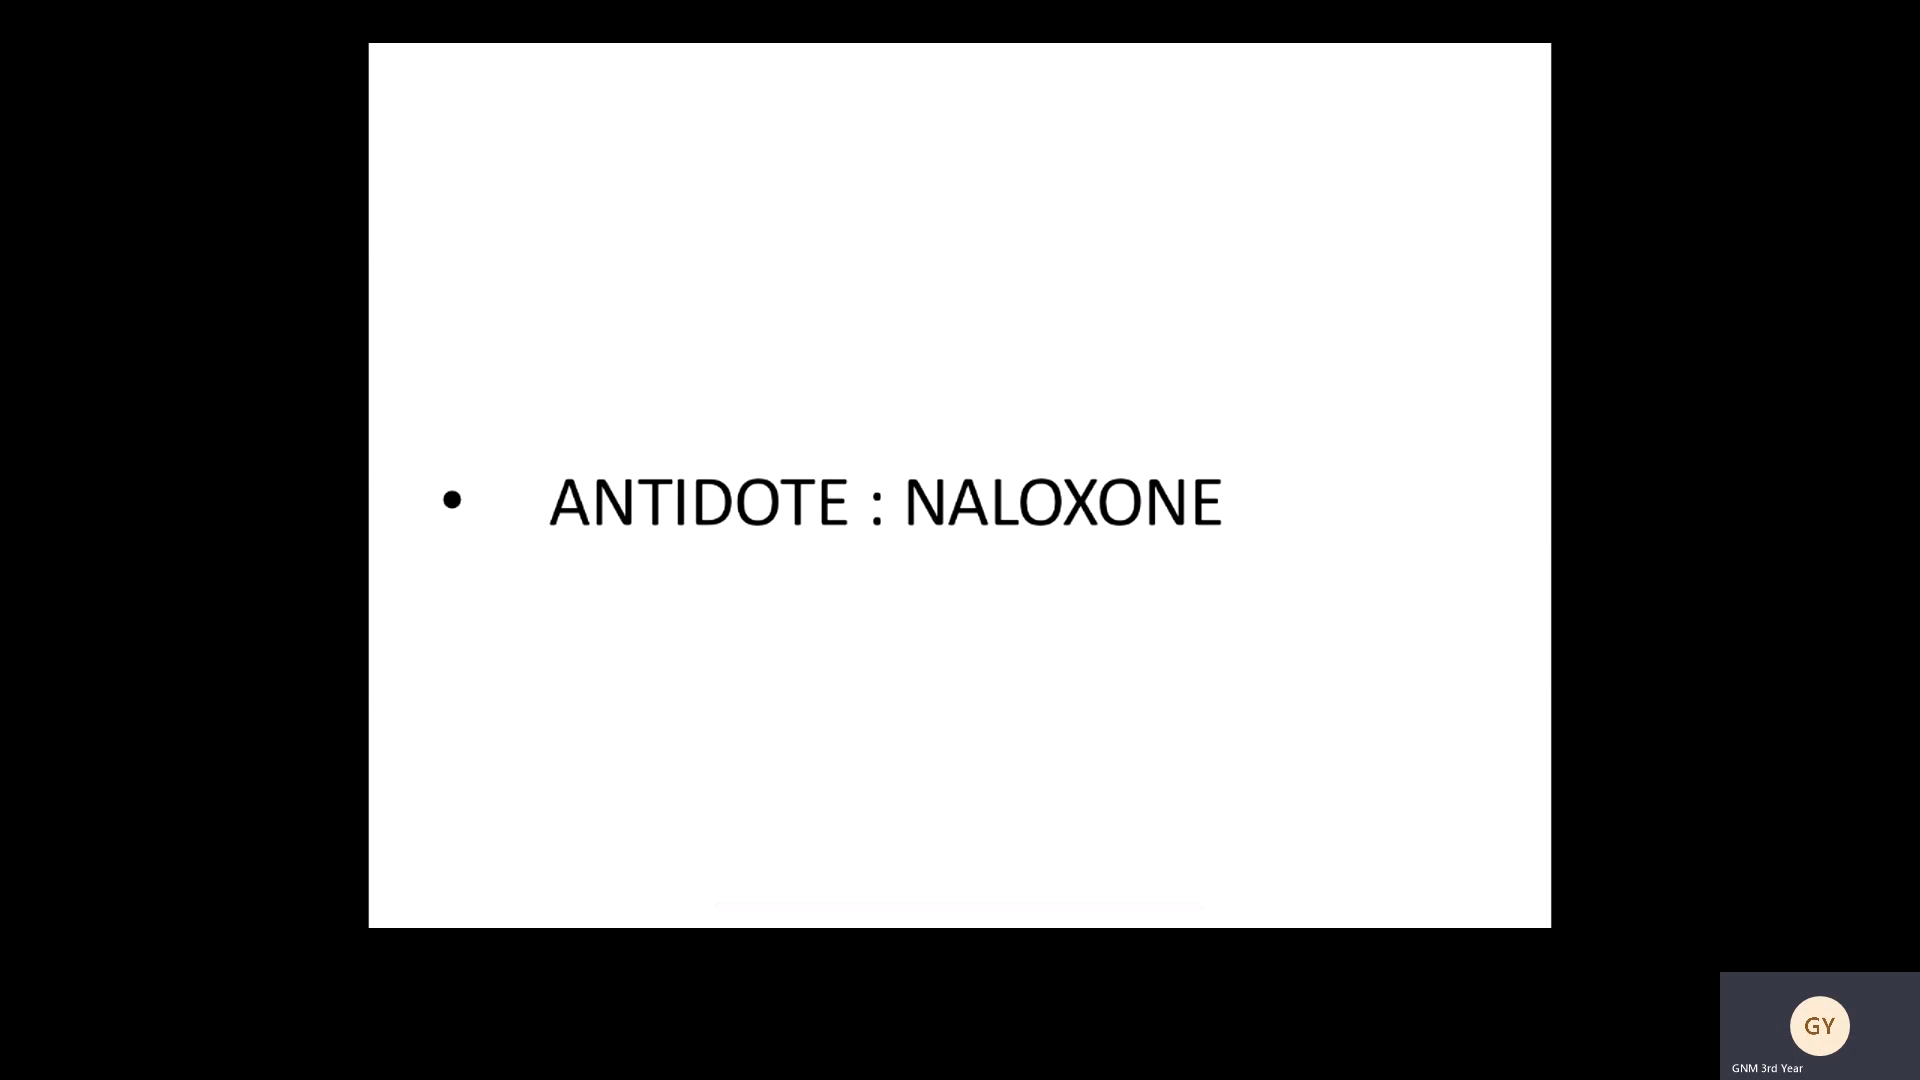 • ANTIDOTE : NALOXONE
GY
GNM 3rd Year